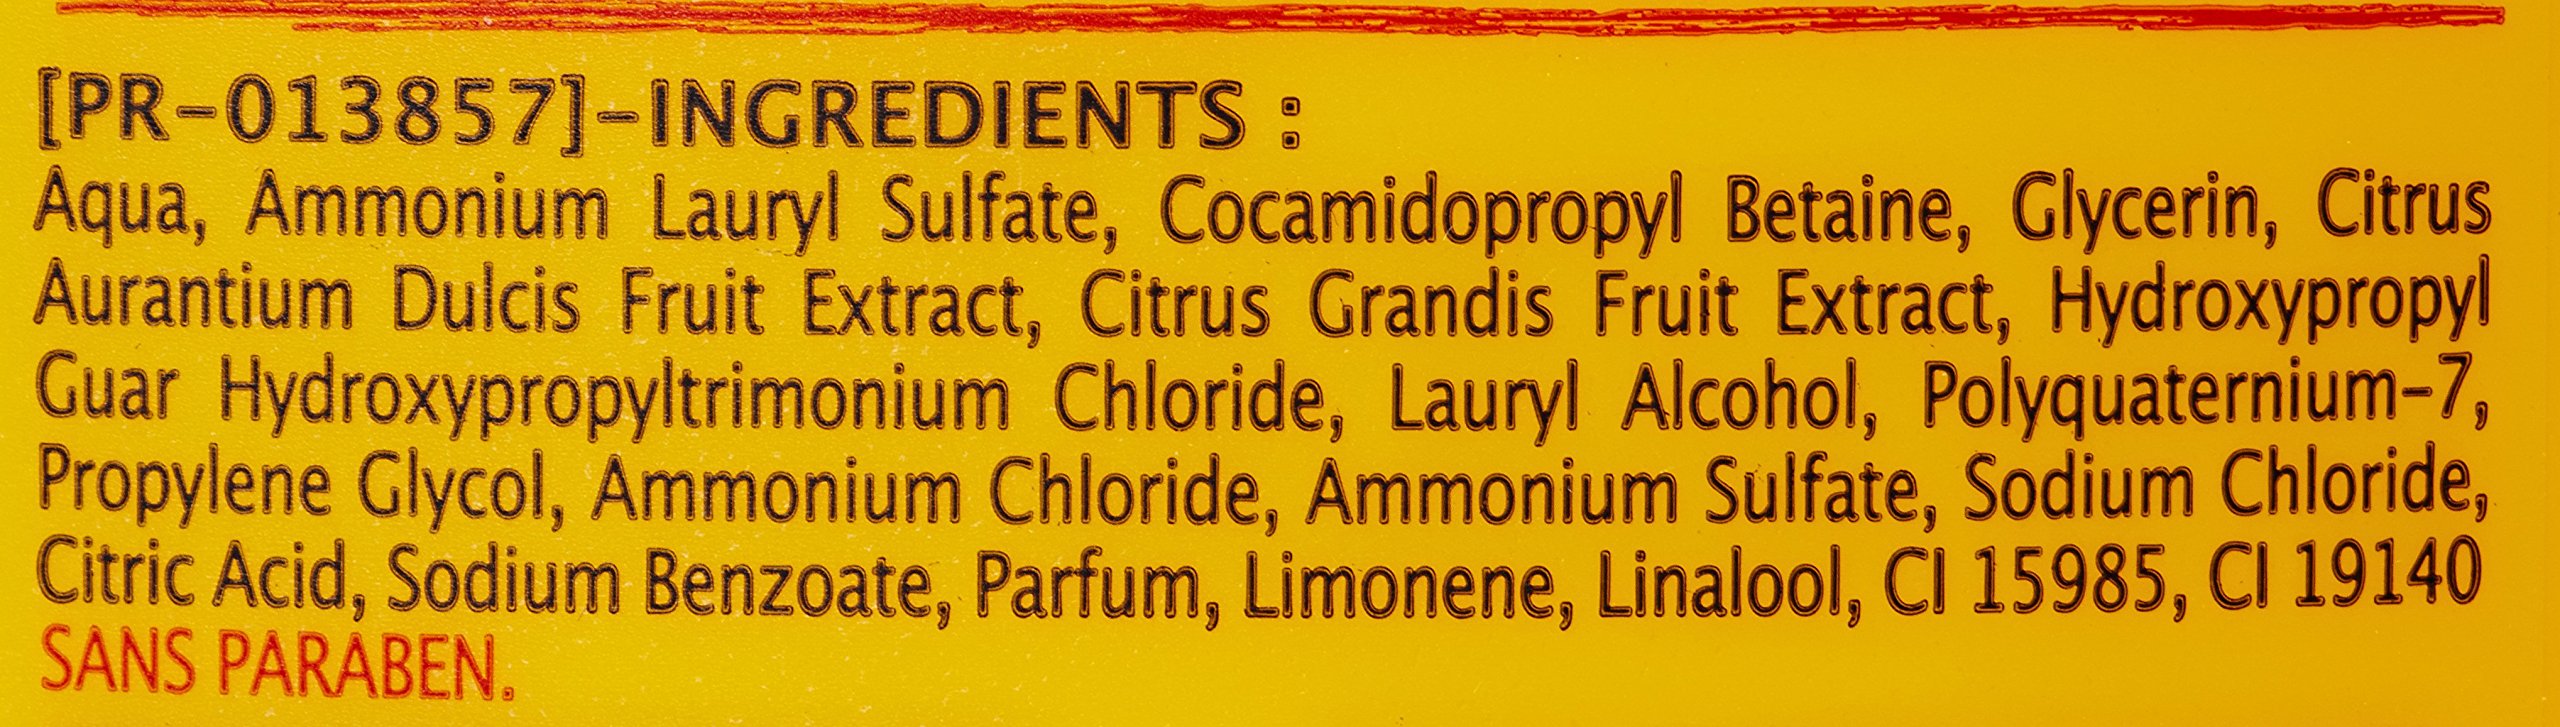 [PR-013857]-INGREDIENTS :
Aqua, Ammonium Lauryl Sulfate, Cocamidopropyl Betaine, Glycerin, Citrus
Aurantium Dulcis Fruit Extract, Citrus Grandis Fruit Extract, Hydroxypropyl
Guar Hydroxypropyltrimonium Chloride, Lauryl Alcohol, Polyquaternium-7,
Propylene Glycol, Ammonium Chloride, Ammonium Sulfate, Sodium Chloride,
Citric Acid, Sodium Benzoate, Parfum, Limonene, Linalool, CI 15985, CI 19140
SANS PARABEN.